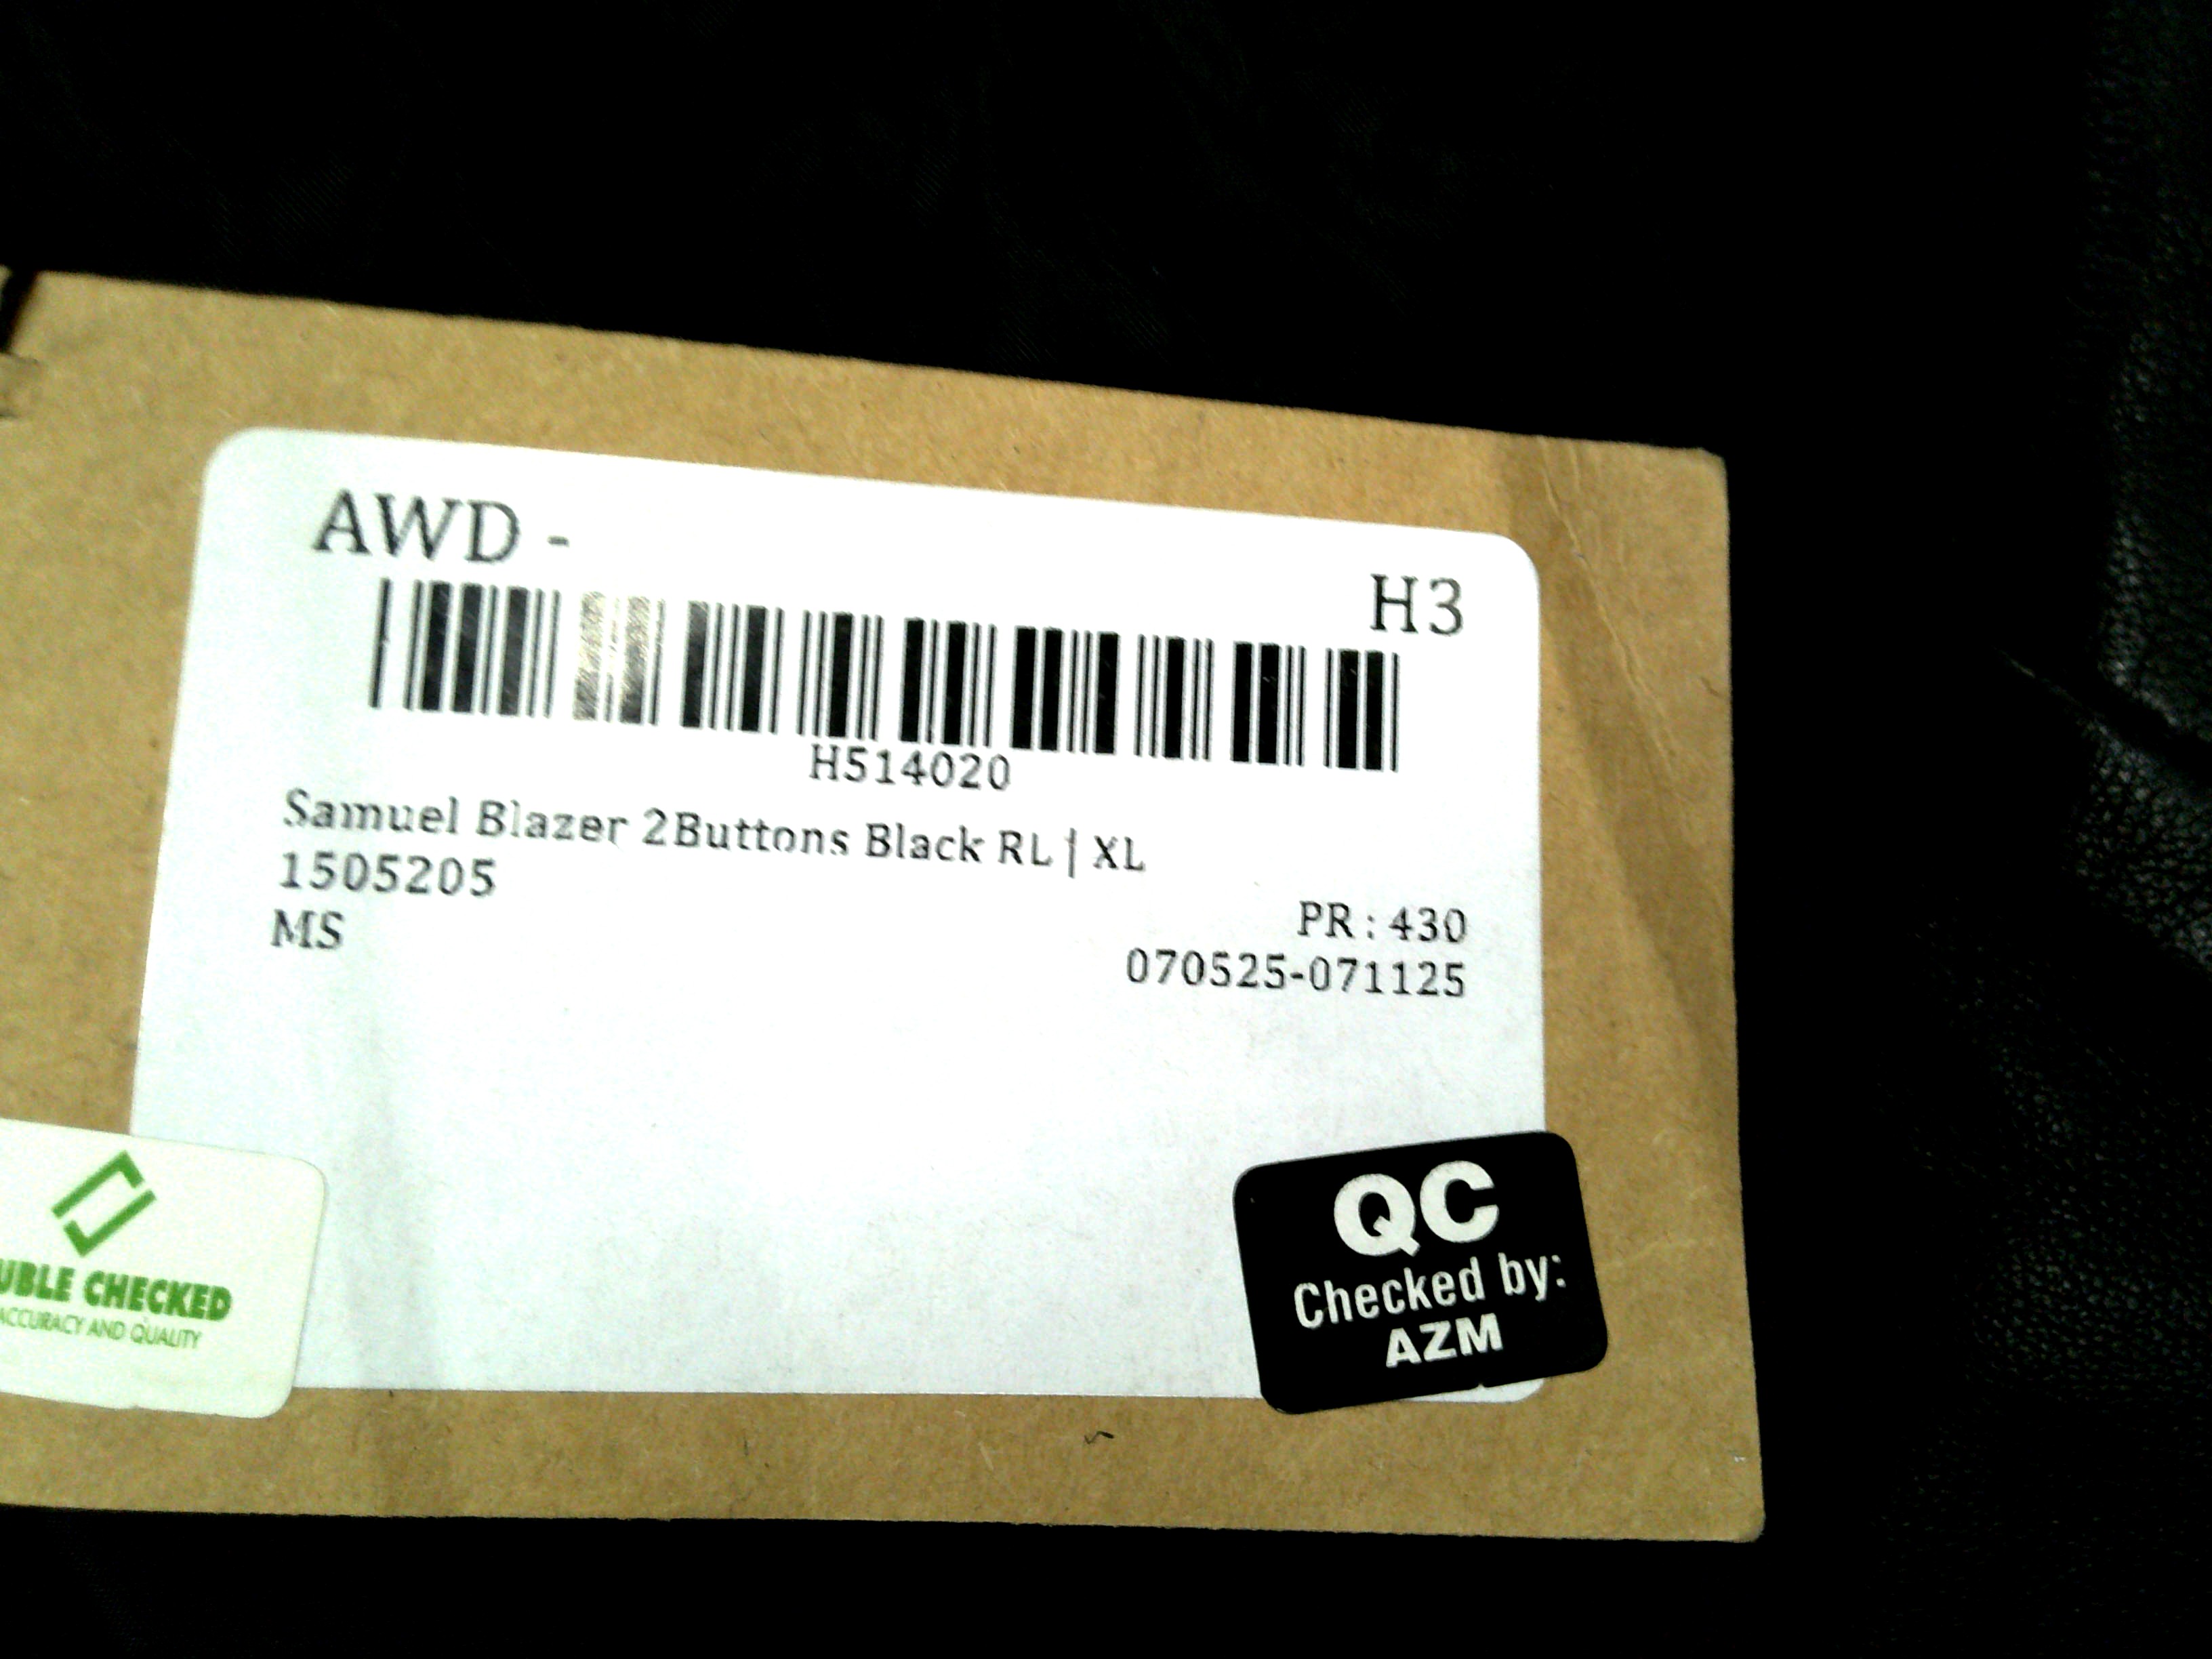 AWD -
H3
H514020
Samuel Blazer 2Buttons Black RL | XL
1505205
PR : 430
MS
070525-071125
UBLE CHECKED
ACCURACY AND QUALITY
QC
Checked by:
AZM